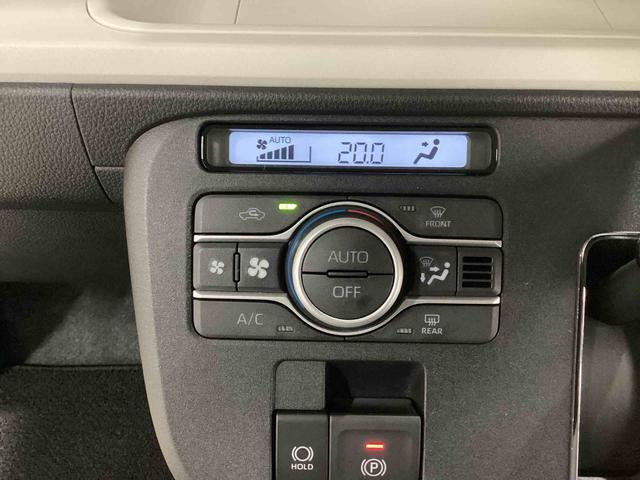 AUTO
20.0
FRONT
AUTO
OFF
A/C
REAR
HOLD
P